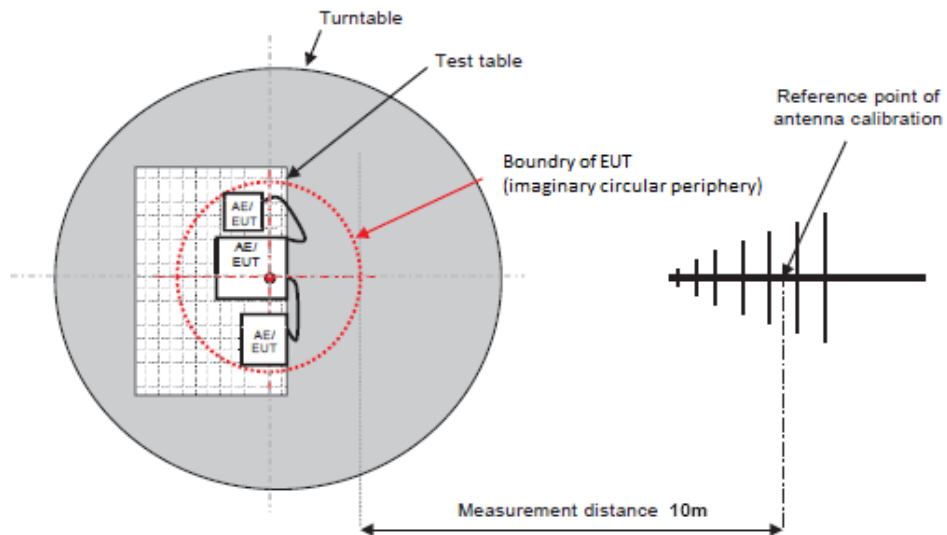 Turntable
Test table
Reference point of
antenna calibration
Boundry of EUT
(imaginary circular periphery)
AE/
EUT
AE/
EUT
AE/
EUT
Measurement distance 10m